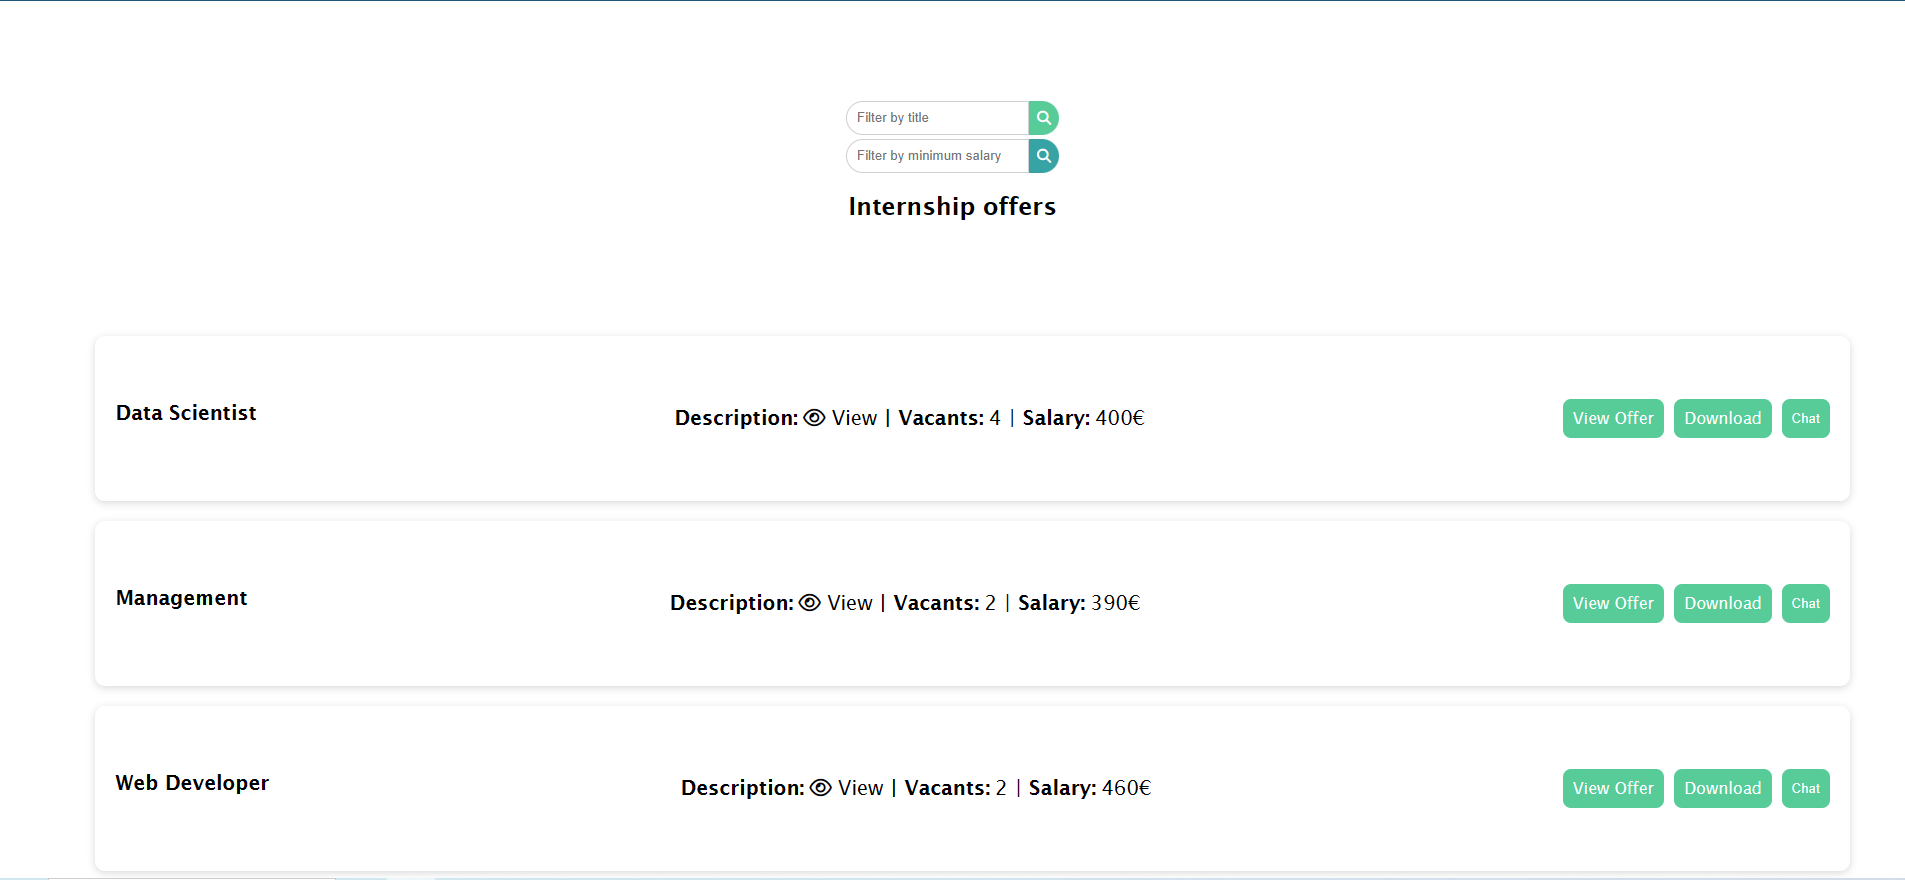 Filter by title
Filter by minimum salary
Internship offers
Data Scientist
Description: View | Vacants: 4 | Salary: 400€
View Offer
Download
Chat
Management
Description: View | Vacants: 2 | Salary: 390€
View Offer
Download
Chat
Web Developer
Description: View | Vacants: 2 | Salary: 460€
View Offer
Download
Chat